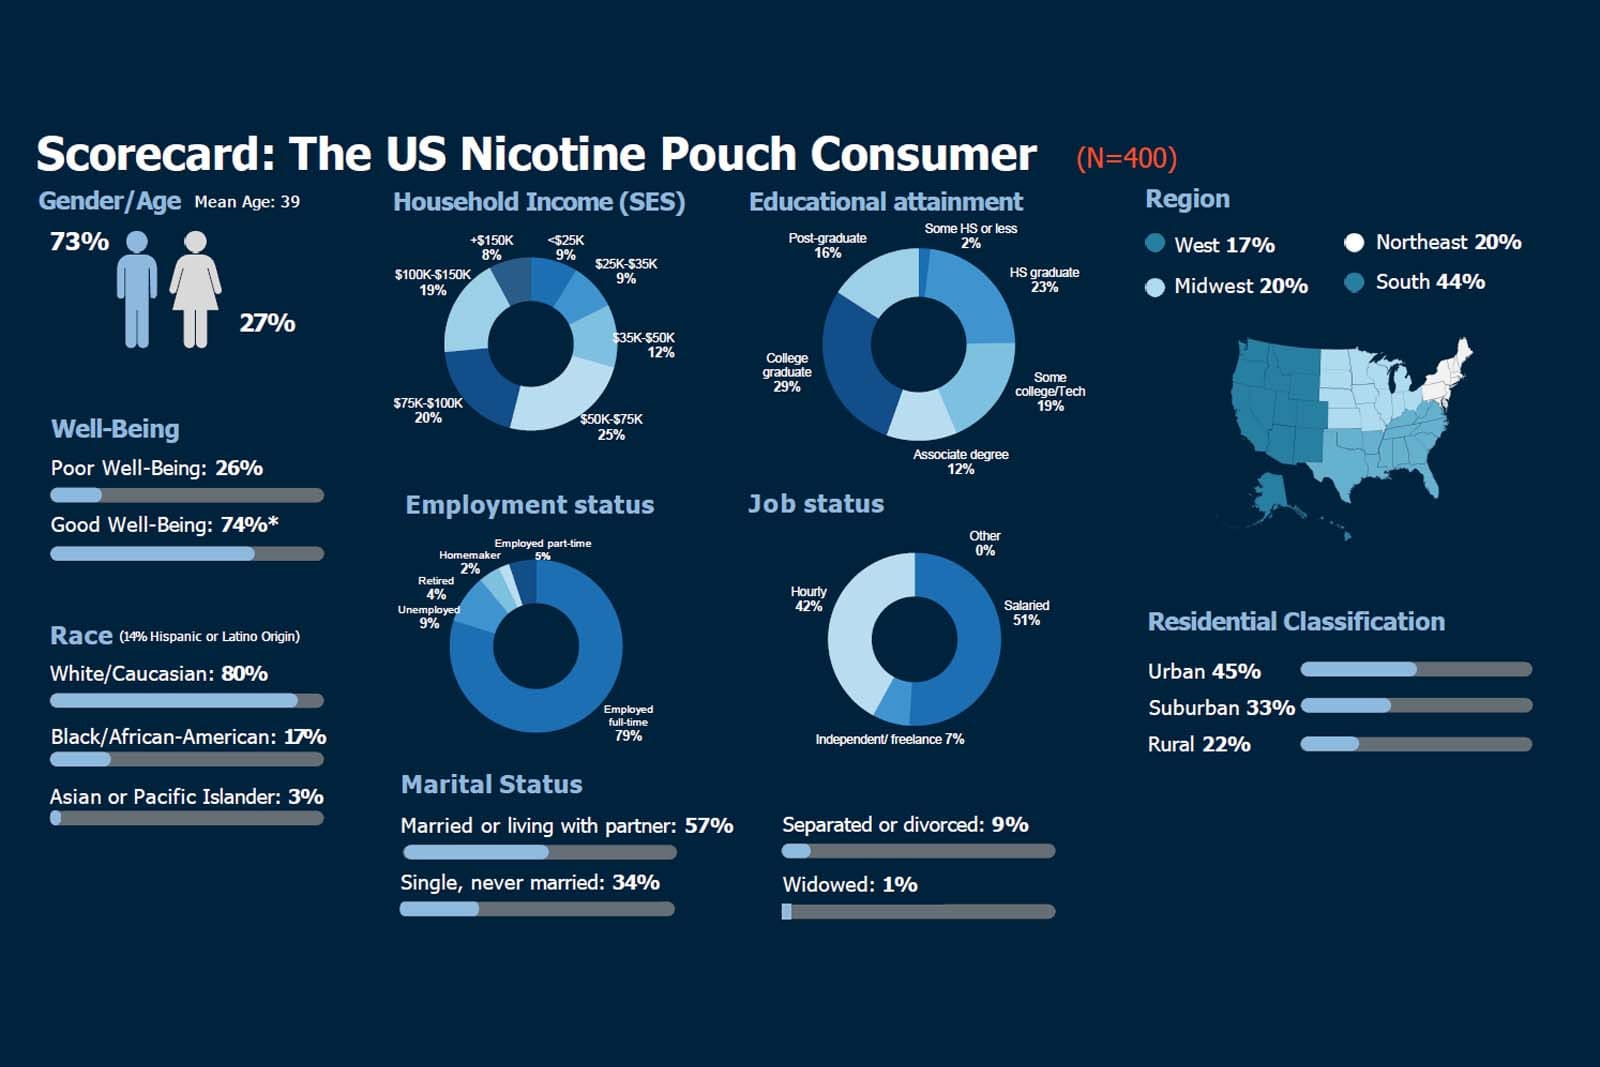 Scorecard: The US Nicotine Pouch Consumer (N=400)
Gender/Age Mean Age: 39
73%
27%
Well-Being
Poor Well-Being: 26%
Good Well-Being: 74%*
Race (14% Hispanic or Latino Origin)
White/Caucasian: 80%
Black/African-American: 17%
Asian or Pacific Islander: 3%
Household Income (SES)
+$150K
8%
<$25K
9%
$25K-$35K
9%
$100K-$150K
19%
$35K-$50K
12%
$75K-$100K
20%
$50K-$75K
25%
Educational attainment
Some HS or less
2%
Post-graduate
16%
HS graduate
23%
College
graduate
29%
Some
college/Tech
19%
Associate degree
12%
Employment status
Employed part-time
5%
Homemaker
2%
Retired
4%
Unemployed
9%
Employed
full-time
79%
Job status
Other
0%
Hourly
42%
Salaried
51%
Independent/ freelance 7%
Marital Status
Married or living with partner: 57%
Single, never married: 34%
Separated or divorced: 9%
Widowed: 1%
Region
West 17%
Northeast 20%
Midwest 20%
South 44%
Residential Classification
Urban 45%
Suburban 33%
Rural 22%